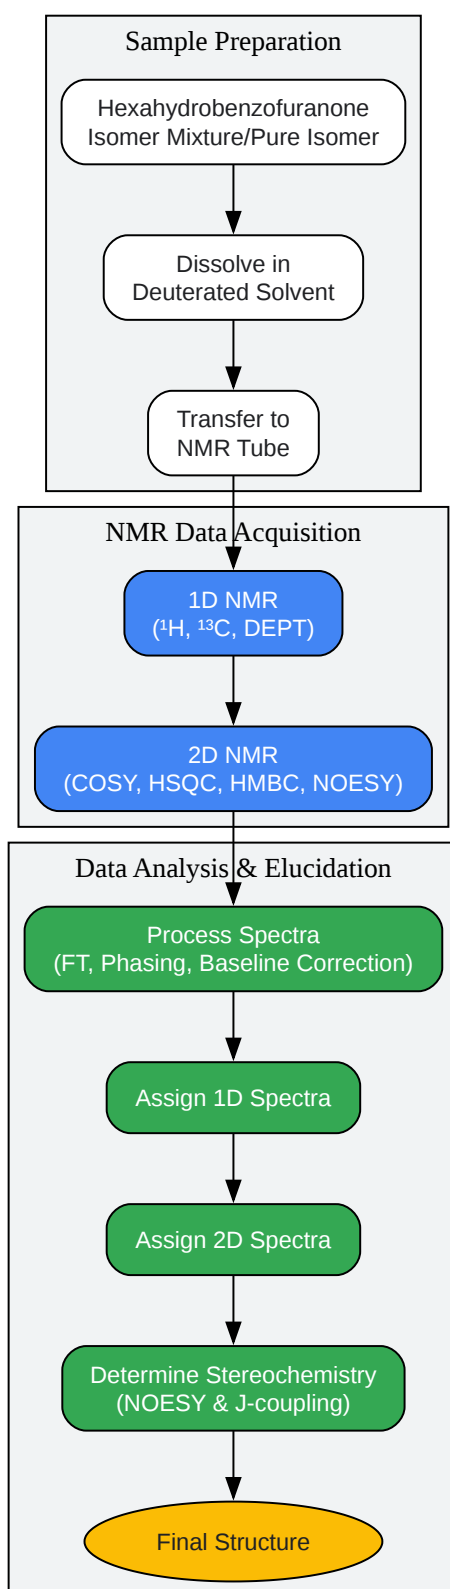 Sample Preparation
Hexahydrobenzofuranone
Isomer Mixture/Pure Isomer
Dissolve in
Deuterated Solvent
Transfer to
NMR Tube
NMR Data Acquisition
1D NMR
(¹H, ¹³C, DEPT)
2D NMR
(COSY, HSQC, HMBC, NOESY)
Data Analysis & Elucidation
Process Spectra
(FT, Phasing, Baseline Correction)
Assign 1D Spectra
Assign 2D Spectra
Determine Stereochemistry
(NOESY & J-coupling)
Final Structure